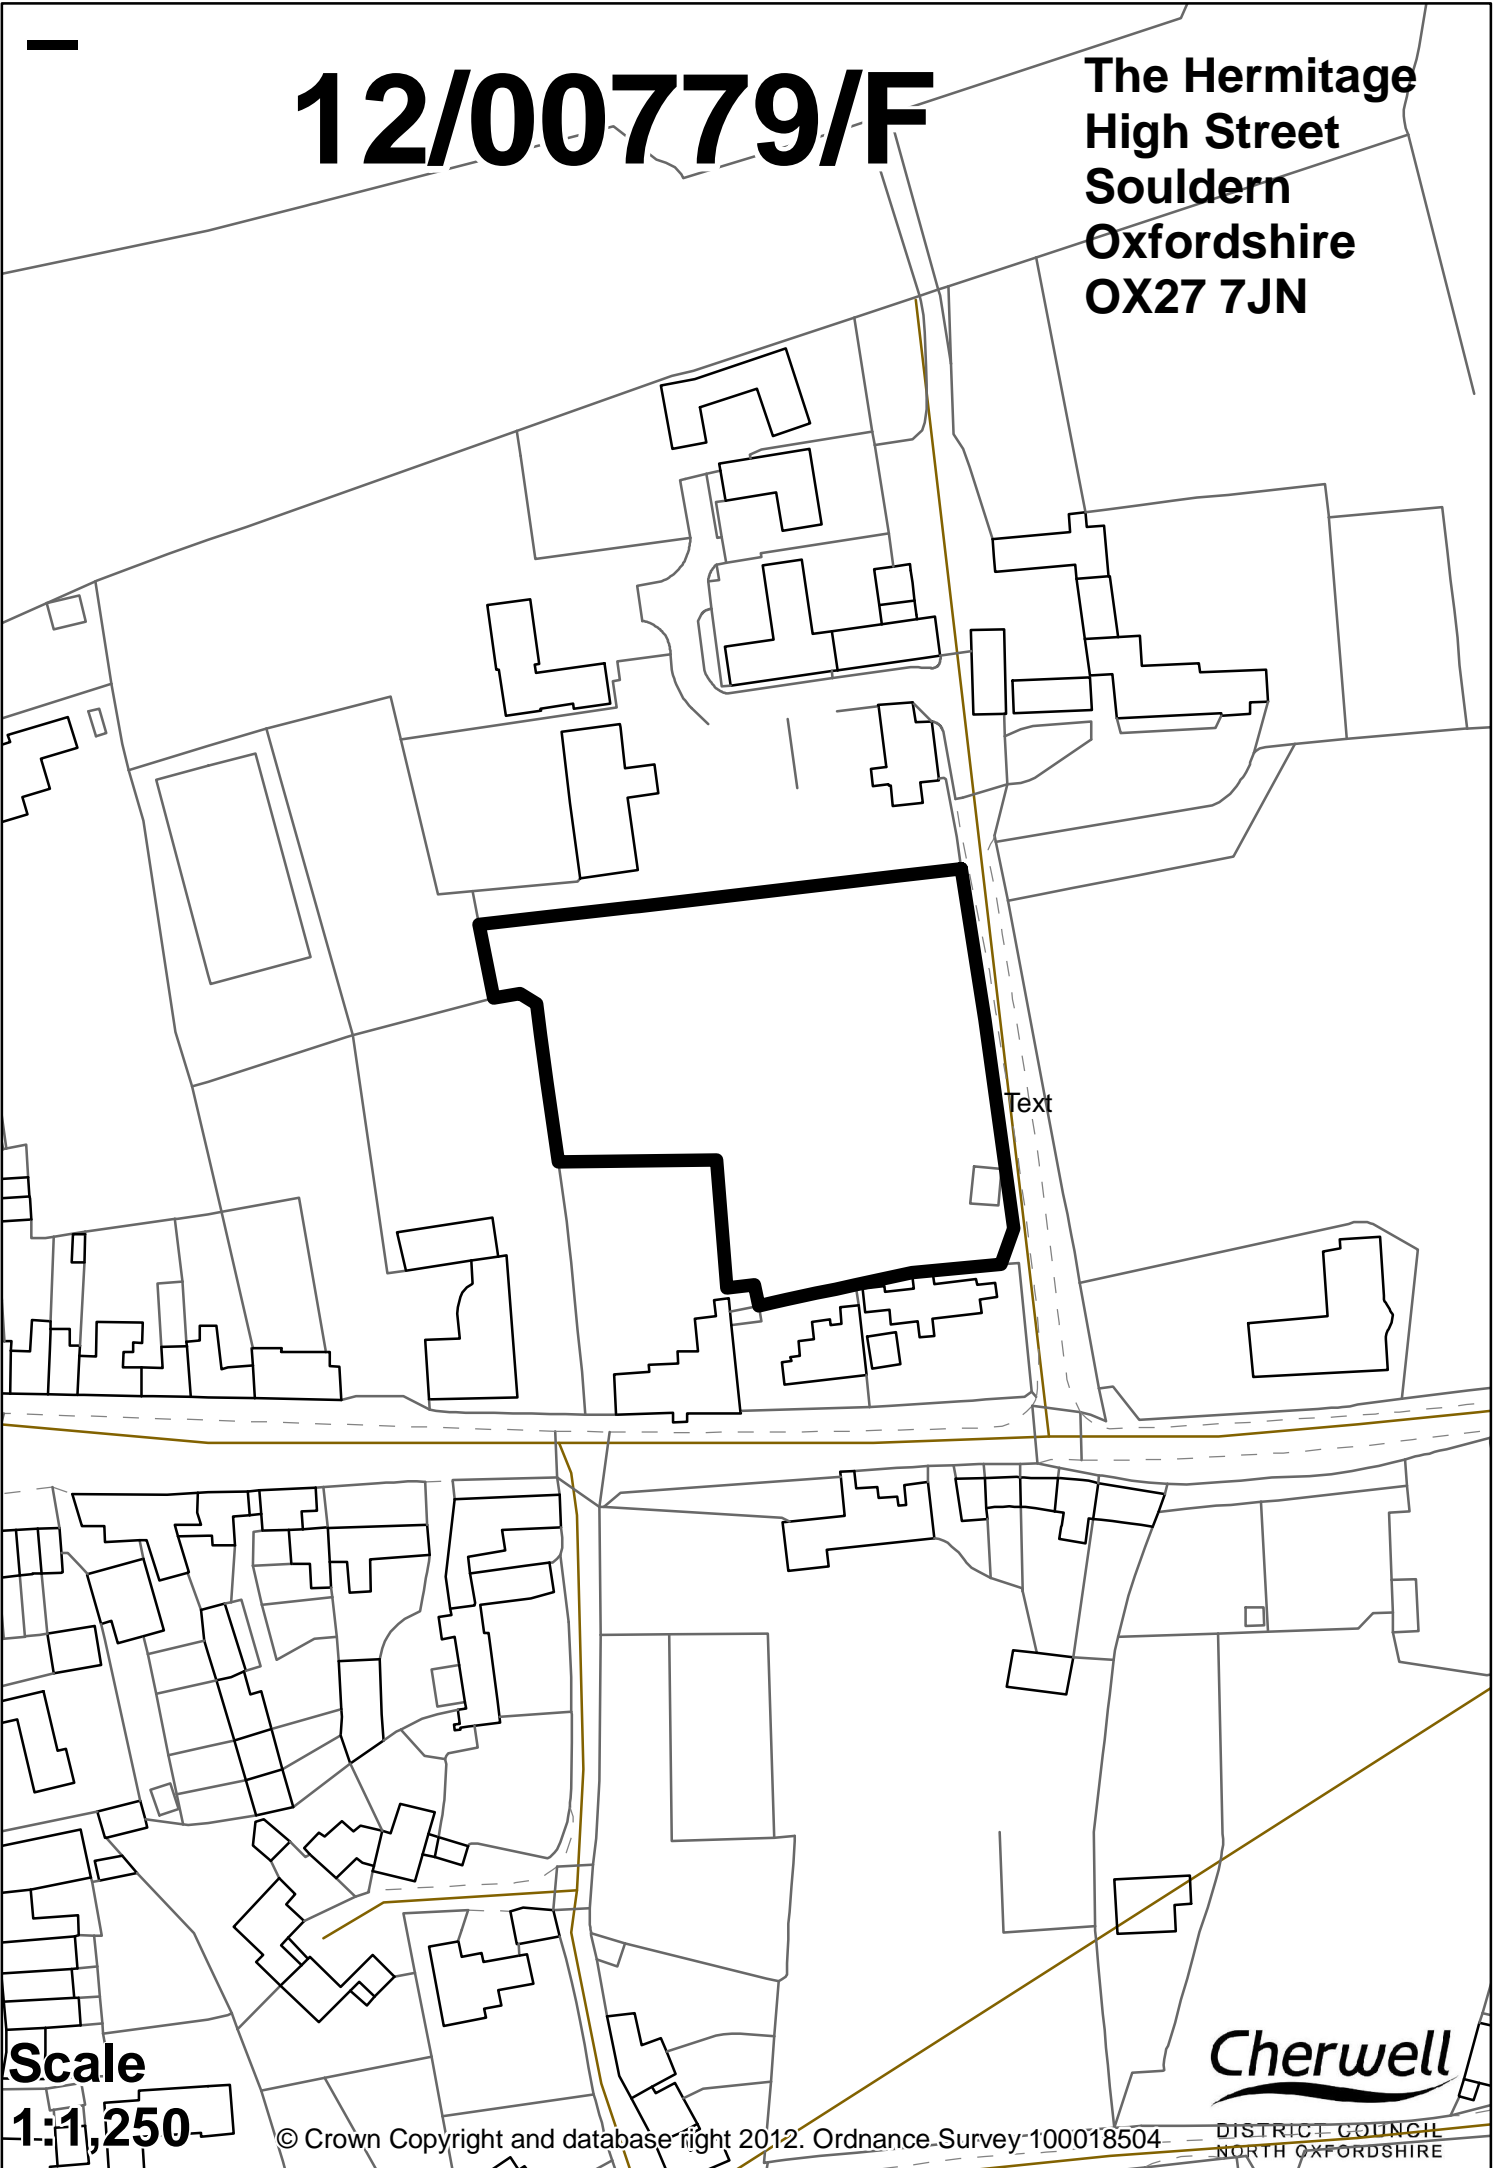 12/00779/F
The Hermitage
High Street
Souldern
Oxfordshire
OX27 7JN
Text
Scale
1:1,250
© Crown Copyright and database right 2012. Ordnance Survey 100018504
Cherwell
DISTRICT COUNCIL
NORTH OXFORDSHIRE